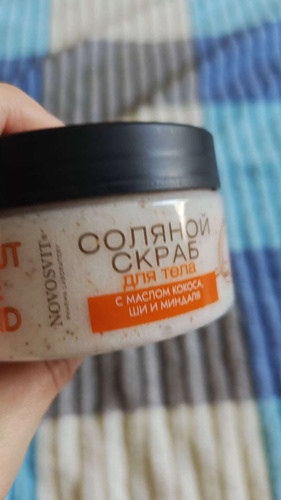 NOVOSVIT
СОЛЯНОЙ
СКРАБ
для тела
С МАСЛОМ КОКОСА,
ШИ И МИНДАЛЯ